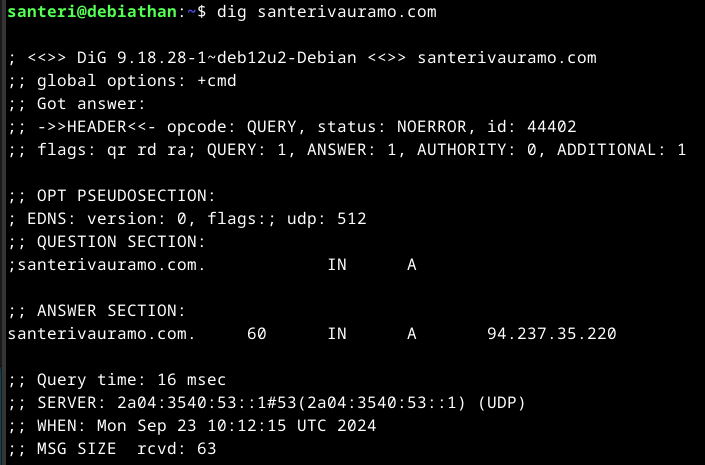 santeri@debiathan:~$ dig santerivauramo.com
; <<>> DiG 9.18.28-1~deb12u2-Debian <<>> santerivauramo.com
;; global options: +cmd
;; Got answer:
;; ->>HEADER<<- opcode: QUERY, status: NOERROR, id: 44402
;; flags: qr rd ra; QUERY: 1, ANSWER: 1, AUTHORITY: 0, ADDITIONAL: 1
;; OPT PSEUDOSECTION:
; EDNS: version: 0, flags:; udp: 512
;; QUESTION SECTION:
;santerivauramo.com. IN A
;; ANSWER SECTION:
santerivauramo.com. 60 IN A 94.237.35.220
;; Query time: 16 msec
;; SERVER: 2a04:3540:53::1#53(2a04:3540:53::1) (UDP)
;; WHEN: Mon Sep 23 10:12:15 UTC 2024
;; MSG SIZE rcvd: 63